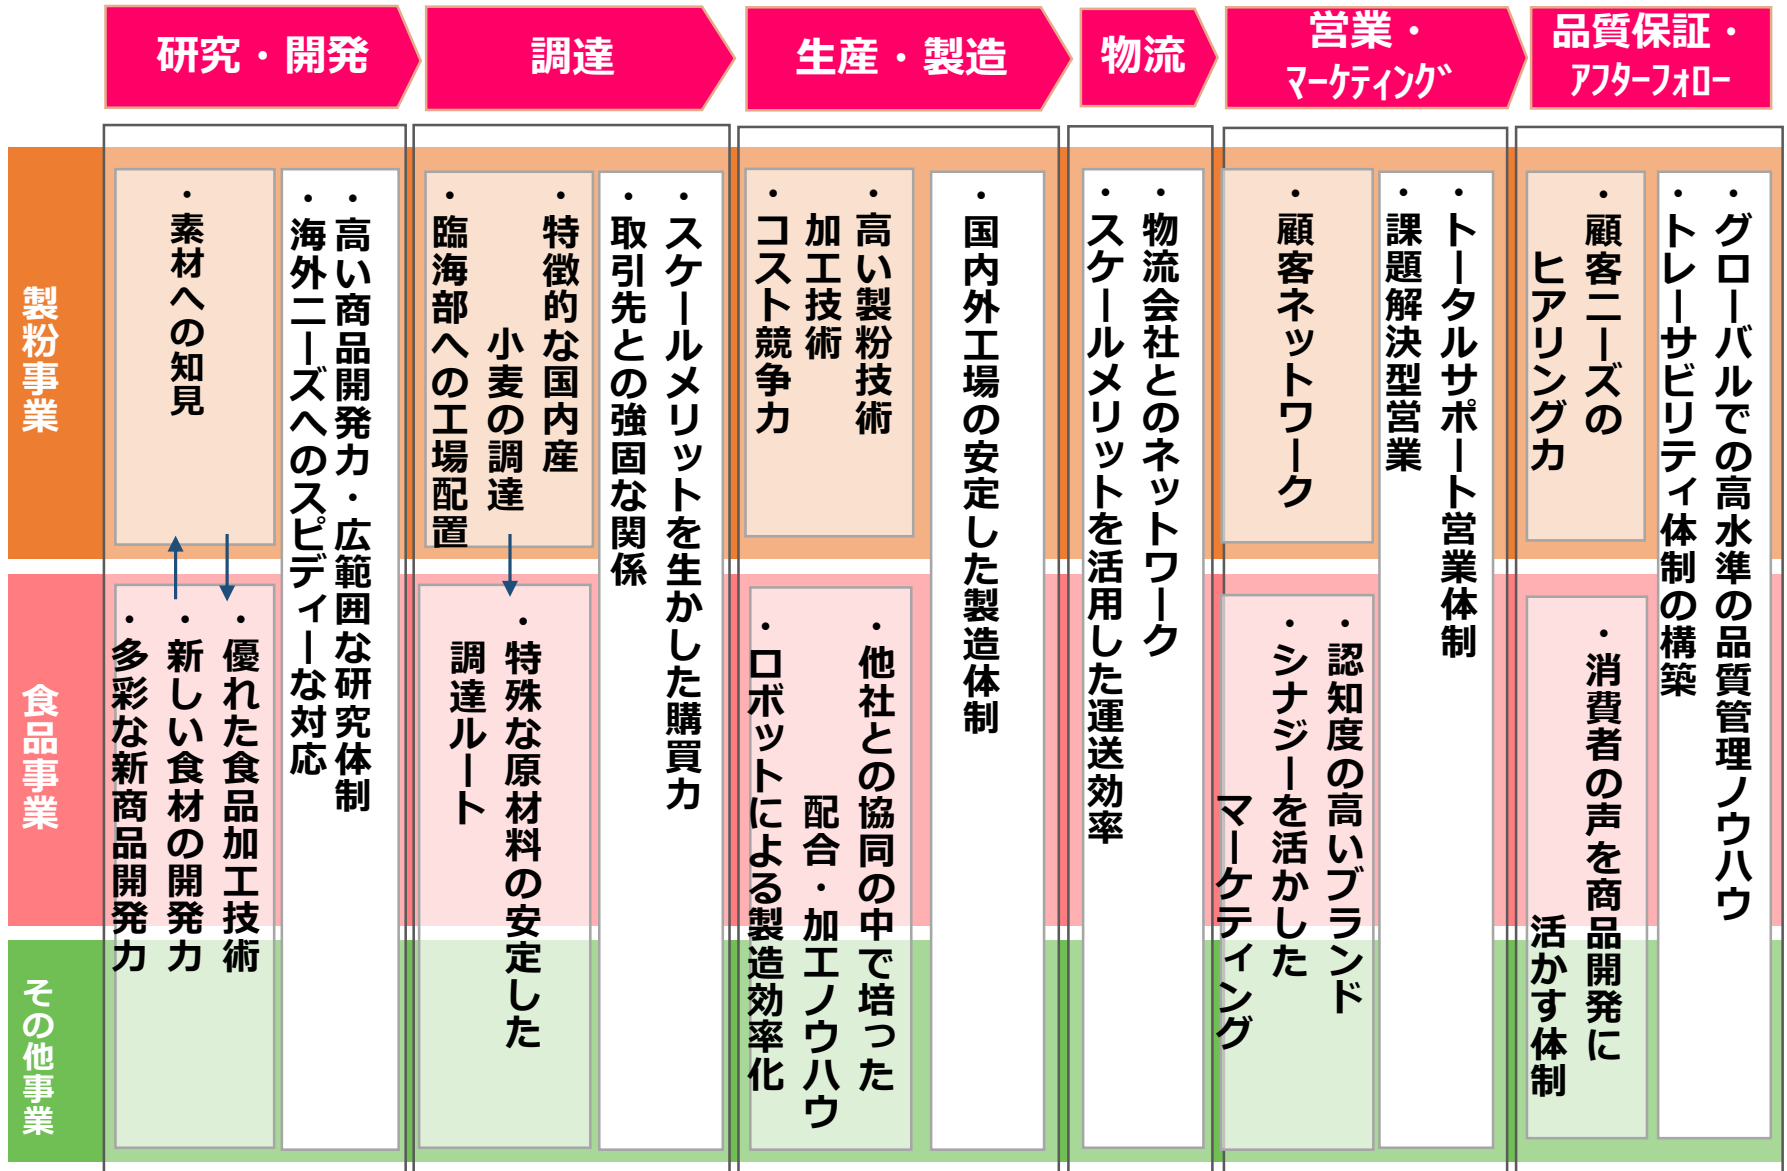 研究・開発
調達
生産・製造
物流
営業・
マーケティング
品質保証・
アフターフォロー
製粉事業
食品事業
その他事業
・素材への知見
・優れた食品加工技術
・新しい食材の開発力
・多彩な新商品開発力
・高い商品開発力・広範囲な研究体制
・海外ニーズへのスピディーな対応
・特徴的な国内産
小麦の調達
・臨海部への工場配置
・特殊な原材料の安定した
調達ルート
・スケールメリットを生かした購買力
・取引先との強固な関係
・高い製粉技術
加工技術
・コスト競争力
・他社との協同の中で培った
配合・加工ノウハウ
・ロボットによる製造効率化
・国内外工場の安定した製造体制
・物流会社とのネットワーク
・スケールメリットを活用した運送効率
・顧客ネットワーク
・認知度の高いブランド
・シナジーを活かした
マーケティング
・トータルサポート営業体制
・課題解決型営業
・顧客ニーズの
ヒアリング力
・消費者の声を商品開発に
活かす体制
・グローバルでの高水準の品質管理ノウハウ
・トレーサビリティ体制の構築